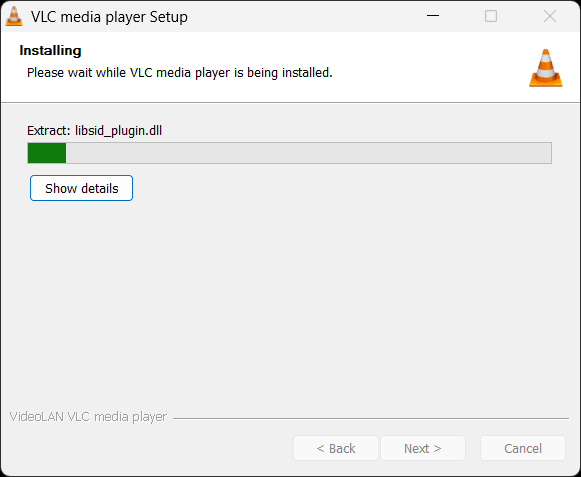 VLC media player Setup
Installing
Please wait while VLC media player is being installed.
Extract: libsid_plugin.dll
Show details
VideoLAN VLC media player
< Back
Next >
Cancel